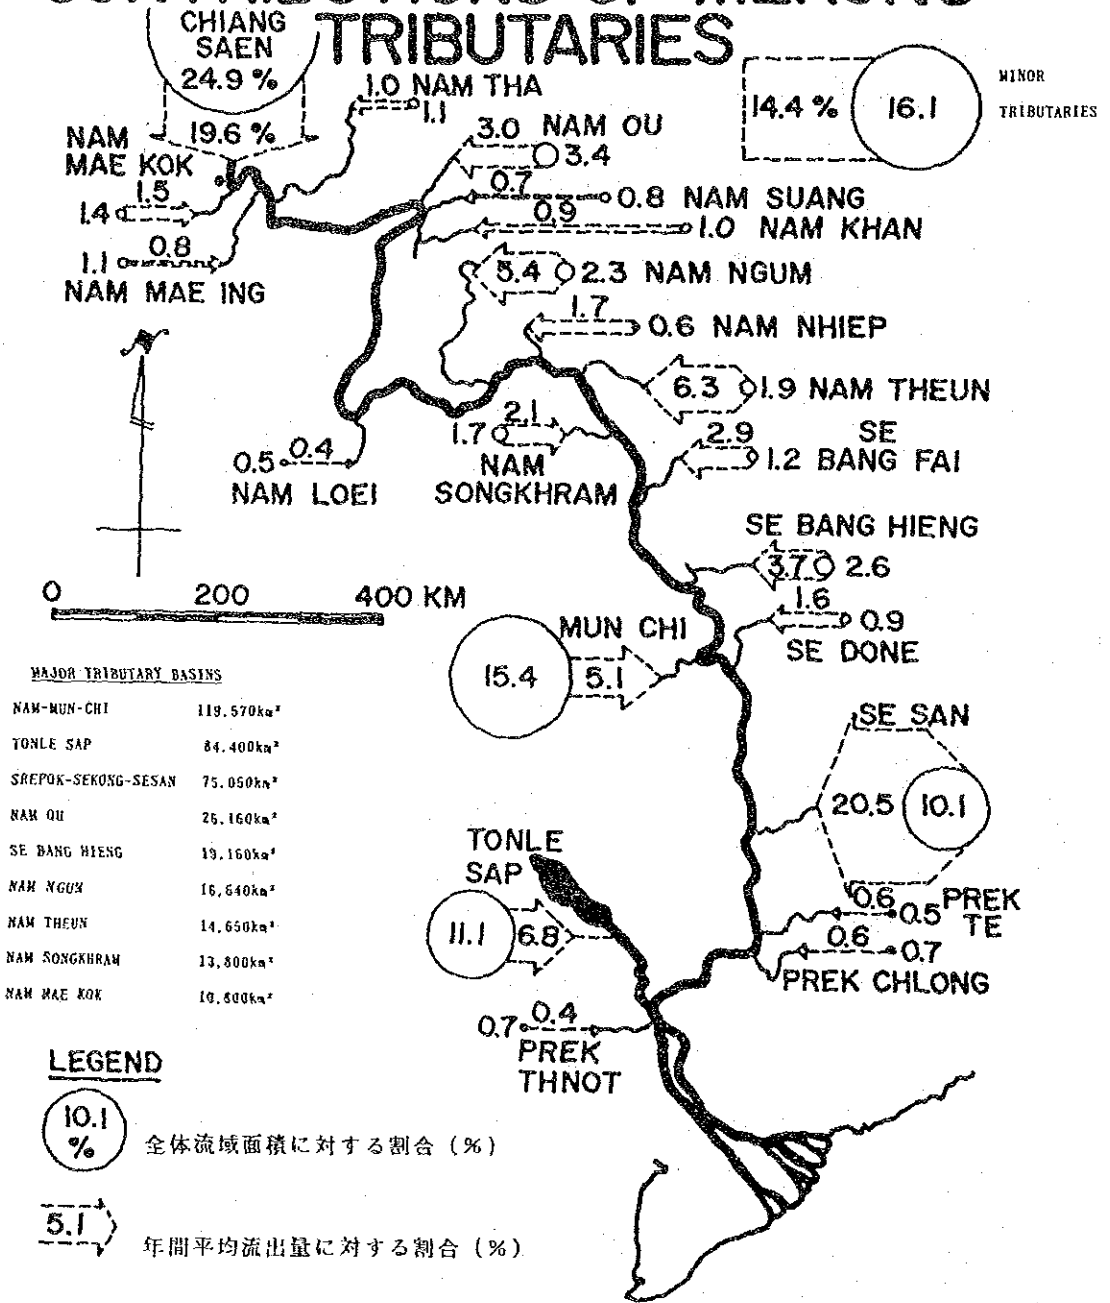 CHIANG
SAEN
24.9 %
TRIBUTARIES
19.6 %
1.0 NAM THA
1.1
14.4 %
16.1
MINOR
TRIBUTARIES
NAM
MAE KOK
1.5
1.4
3.0 NAM OU
3.4
0.7
0.8 NAM SUANG
0.9
1.0 NAM KHAN
0.8
1.1
NAM MAE ING
5.4
2.3 NAM NGUM
1.7
0.6 NAM NHIEP
6.3
1.9 NAM THEUN
2.1
1.7
NAM
SONGKHRAM
2.9
SE
1.2 BANG FAI
0.4
0.5
NAM LOEI
SE BANG HIENG
3.7
2.6
0 200 400 KM
1.6
0.9
SE DONE
MUN CHI
15.4
5.1
MAJOR TRIBUTARY BASINS
NAM-MUN-CHI 119.570km²
TONLE SAP 84.400km²
SREPOK-SEKONG-SESAN 75.050km²
NAM OU 26.160km²
SE BANG HIENG 19.160km²
NAM NGUM 16,640km²
NAM THEUN 14.650km²
NAM SONGKHRAM 13,800km²
NAM MAE KOK 10,800km²
SE SAN
20.5
10.1
TONLE
SAP
11.1
6.8
0.6
0.5
PREK
TE
0.6
0.7
PREK CHLONG
0.4
0.7
PREK
THNOT
LEGEND
10.1
%
全体流域面積に対する割合 (%)
5.1
年間平均流出量に対する割合 (%)